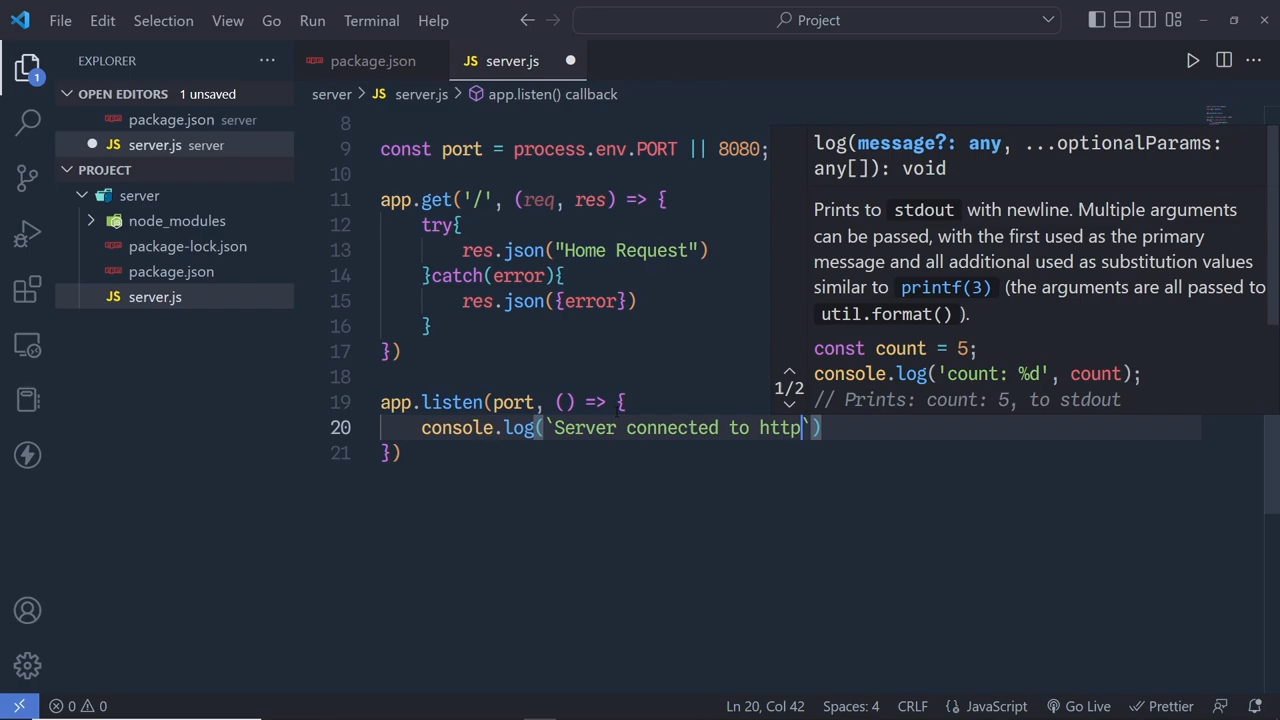 File Edit Selection View Go Run Terminal Help
Project
EXPLORER
package.json
JS server.js
OPEN EDITORS 1 unsaved
package.json server
JS server.js server
PROJECT
server
node_modules
package-lock.json
package.json
JS server.js
1
server > JS server.js > app.listen() callback
8
9 const port = process.env.PORT || 8080;
10
11 app.get('/', (req, res) => {
12 try{
13 res.json("Home Request")
14 }catch(error){
15 res.json({error})
16 }
17 })
18
19 app.listen(port, () => {
20 console.log(`Server connected to http`)
21 })
log(message?: any, ...optionalParams:
any[]): void
Prints to stdout with newline. Multiple arguments
can be passed, with the first used as the primary
message and all additional used as substitution values
similar to printf(3) (the arguments are all passed to
util.format() ).
const count = 5;
console.log('count: %d', count);
// Prints: count: 5, to stdout
1/2
0 0
Ln 20, Col 42 Spaces: 4 CRLF {} JavaScript Go Live Prettier